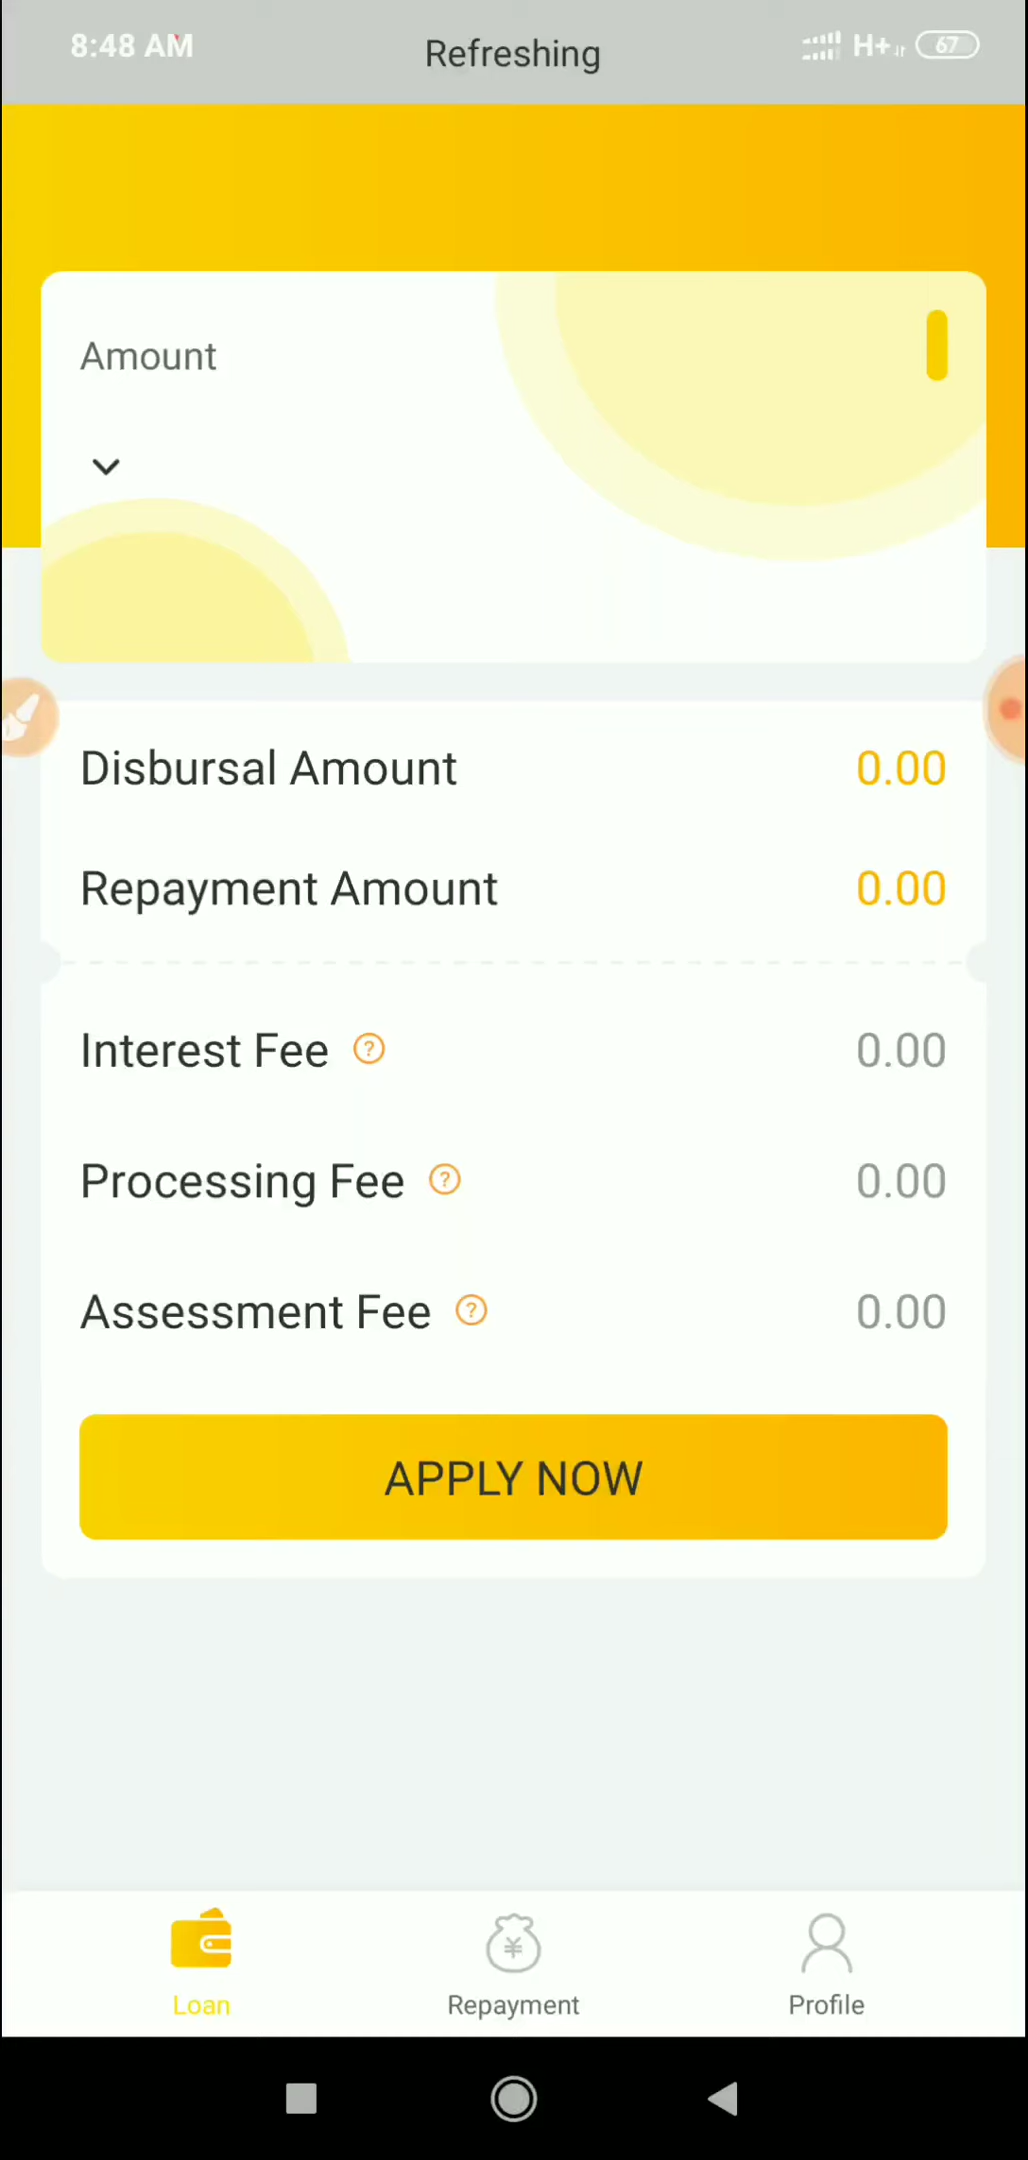 8:48 AM
Refreshing
H+
67
Amount
Disbursal Amount 0.00
Repayment Amount 0.00
Interest Fee ? 0.00
Processing Fee ? 0.00
Assessment Fee ? 0.00
APPLY NOW
¥
Loan Repayment Profile